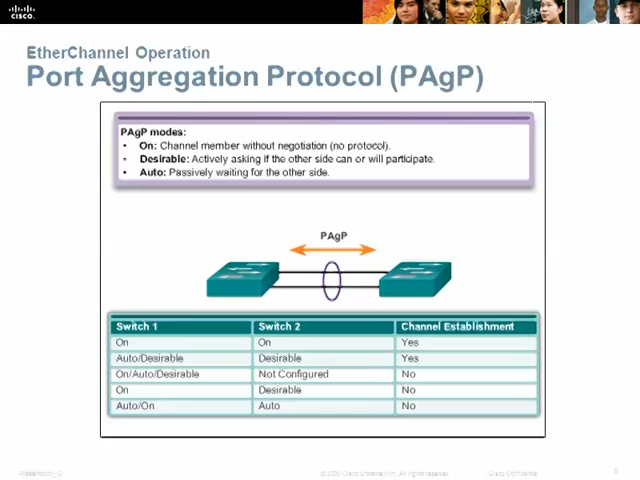 CISCO
EtherChannel Operation
Port Aggregation Protocol (PAgP)
PAgP modes:
• On: Channel member without negotiation (no protocol).
• Desirable: Actively asking if the other side can or will participate.
• Auto: Passively waiting for the other side.
PAgP
Switch 1 Switch 2 Channel Establishment
On On Yes
Auto/Desirable Desirable Yes
On/Auto/Desirable Not Configured No
On Desirable No
Auto/On Auto No
Presentation_ID © 2008 Cisco Systems, Inc. All rights reserved. Cisco Confidential